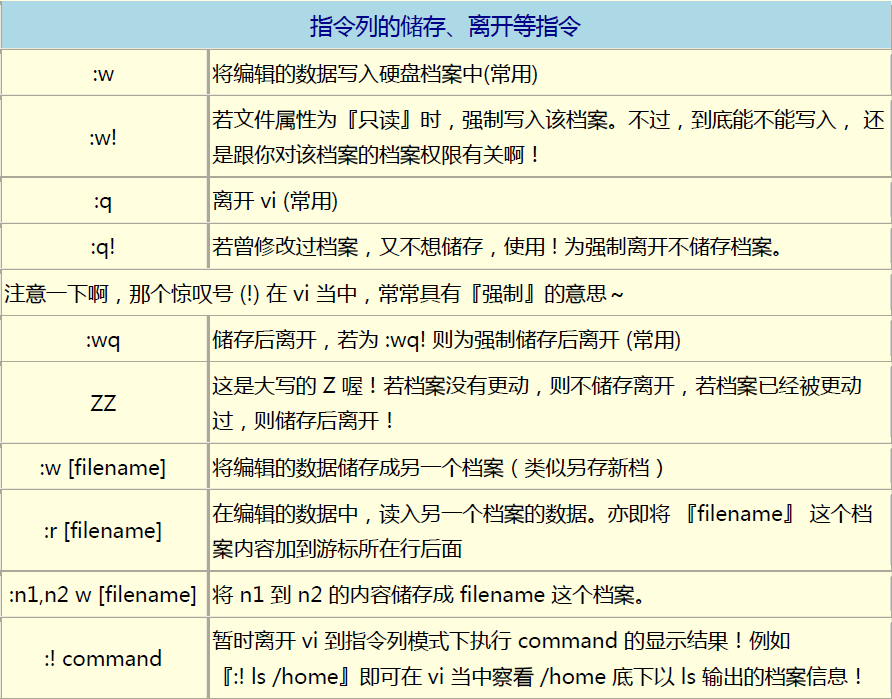 指令列的储存、离开等指令
:w
将编辑的数据写入硬盘档案中(常用)
:w!
若文件属性为『只读』时，强制写入该档案。不过，到底能不能写入， 还
是跟你对该档案的档案权限有关啊！
:q
离开 vi (常用)
:q!
若曾修改过档案，又不想储存，使用 ! 为强制离开不储存档案。
注意一下啊，那个惊叹号 (!) 在 vi 当中，常常具有『强制』的意思～
:wq
储存后离开，若为 :wq! 则为强制储存后离开 (常用)
ZZ
这是大写的 Z 喔！若档案没有更动，则不储存离开，若档案已经被更动
过，则储存后离开！
:w [filename]
将编辑的数据储存成另一个档案（类似另存新档）
:r [filename]
在编辑的数据中，读入另一个档案的数据。亦即将 『filename』 这个档
案内容加到游标所在行后面
:n1,n2 w [filename]
将 n1 到 n2 的内容储存成 filename 这个档案。
:! command
暂时离开 vi 到指令列模式下执行 command 的显示结果！例如
『:! ls /home』即可在 vi 当中察看 /home 底下以 ls 输出的档案信息！